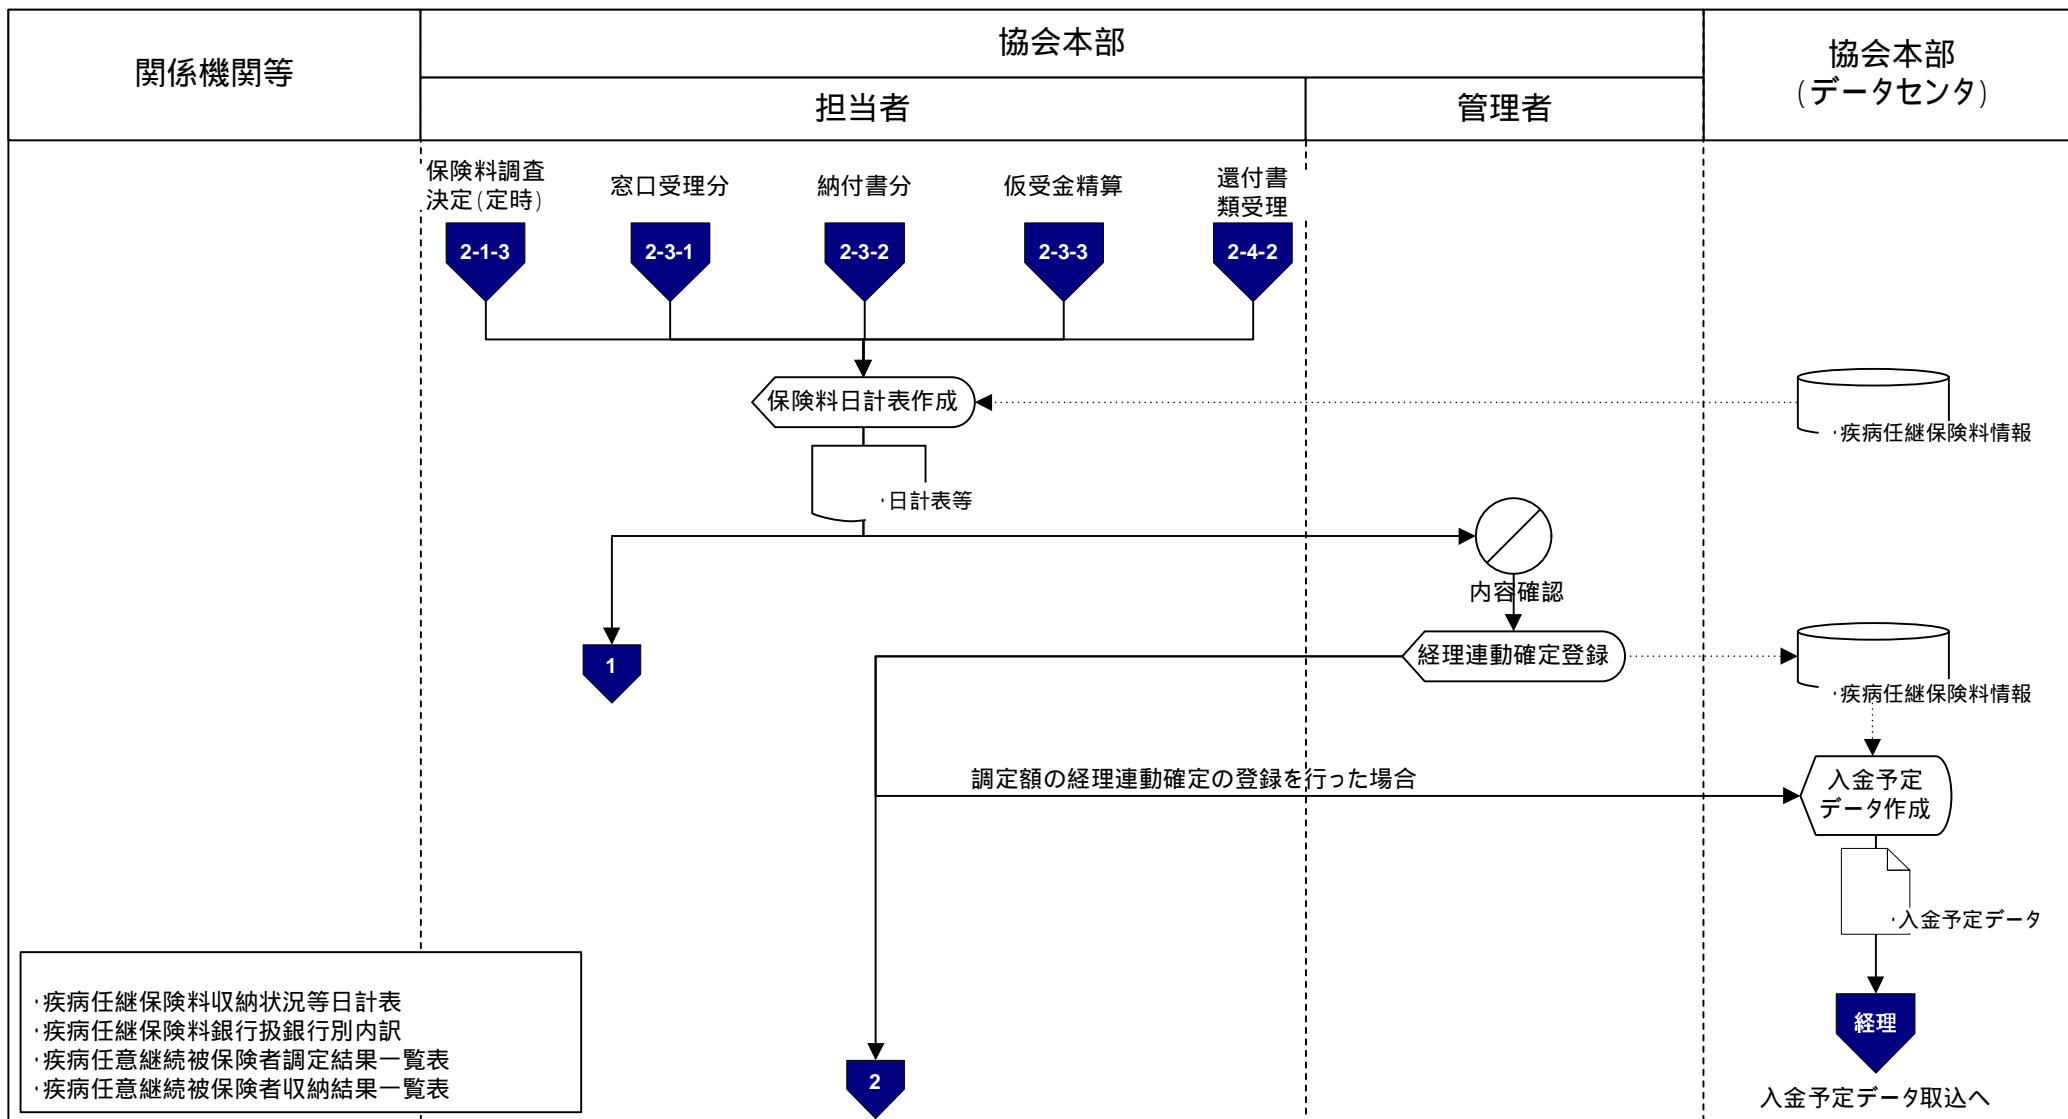 関係機関等
協会本部
担当者
管理者
協会本部
(データセンタ)
保険料調査
決定(定時)
窓口受理分
納付書分
仮受金精算
還付書
類受理
2-1-3
2-3-1
2-3-2
2-3-3
2-4-2
保険料日計表作成
・疾病任継保険料情報
・日計表等
内容確認
1
経理連動確定登録
・疾病任継保険料情報
調定額の経理連動確定の登録を行った場合
入金予定
データ作成
・入金予定データ
・疾病任継保険料収納状況等日計表
・疾病任継保険料銀行扱銀行別内訳
・疾病任意継続被保険者調定結果一覧表
・疾病任意継続被保険者収納結果一覧表
2
経理
入金予定データ取込へ